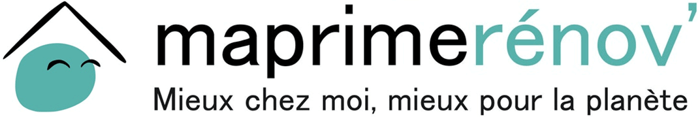 maprimerénov’
Mieux chez moi, mieux pour la planète